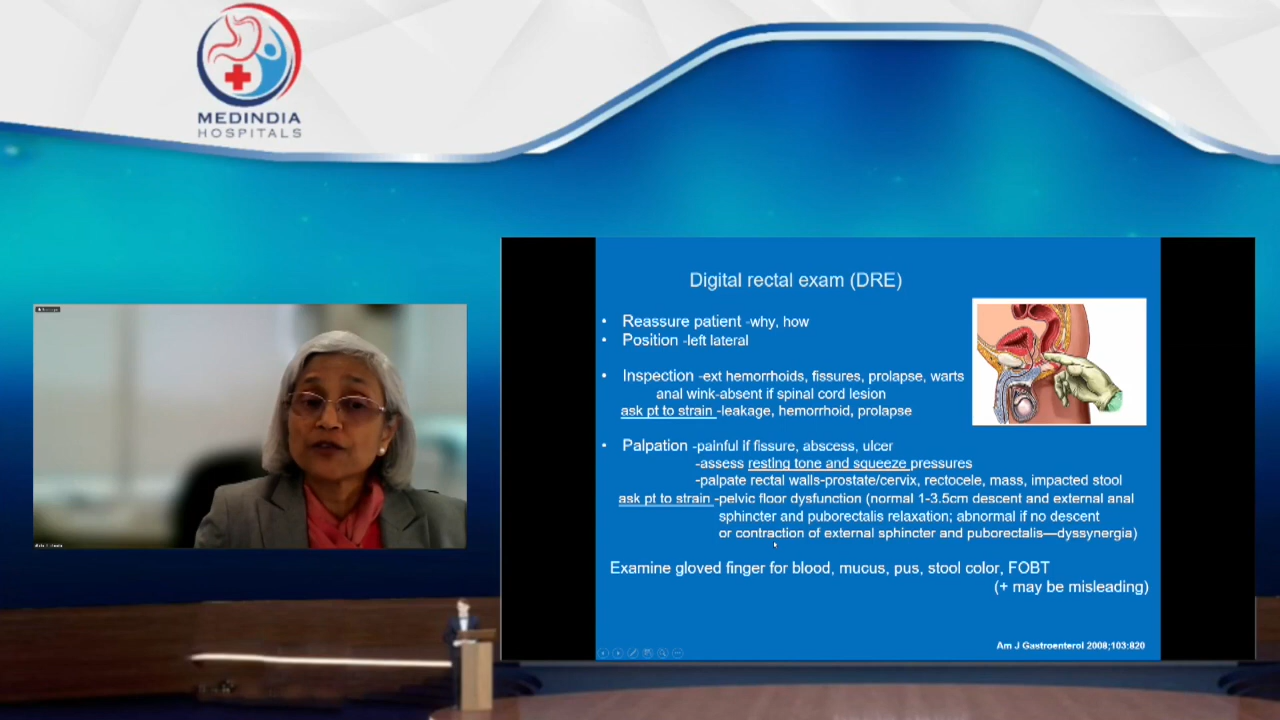 MEDINDIA
HOSPITALS
Digital rectal exam (DRE)
• Reassure patient -why, how
• Position -left lateral
• Inspection -ext hemorrhoids, fissures, prolapse, warts
anal wink-absent if spinal cord lesion
ask pt to strain -leakage, hemorrhoid, prolapse
• Palpation -painful if fissure, abscess, ulcer
-assess resting tone and squeeze pressures
-palpate rectal walls-prostate/cervix, rectocele, mass, impacted stool
ask pt to strain -pelvic floor dysfunction (normal 1-3.5cm descent and external anal
sphincter and puborectalis relaxation; abnormal if no descent
or contraction of external sphincter and puborectalis—dyssynergia)
Examine gloved finger for blood, mucus, pus, stool color, FOBT
(+ may be misleading)
Am J Gastroenterol 2008;103:820